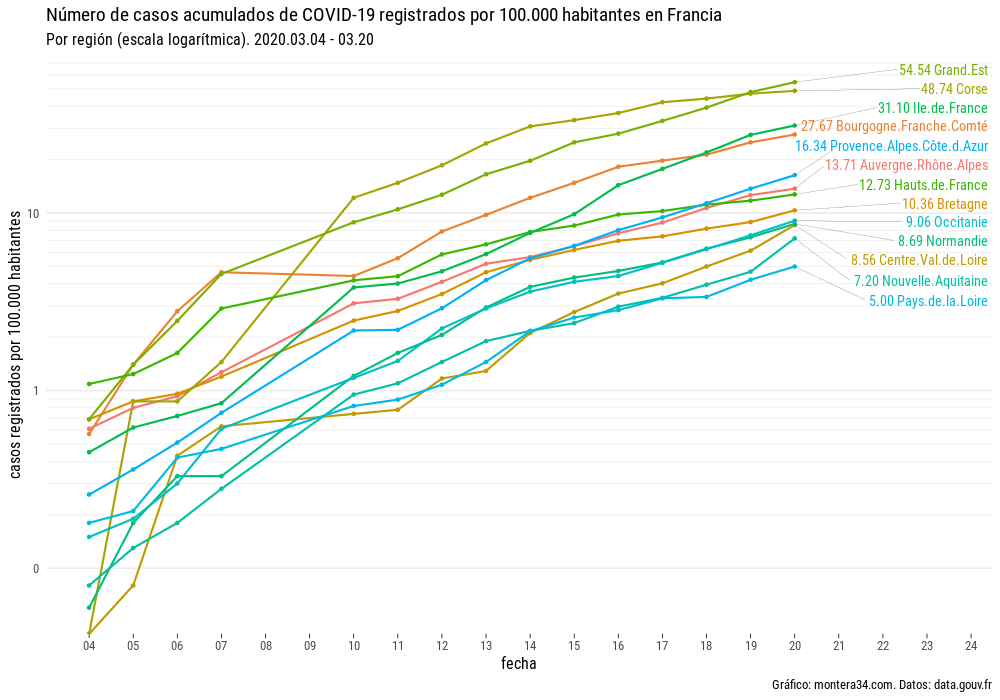 Número de casos acumulados de COVID-19 registrados por 100.000 habitantes en Francia
Por región (escala logarítmica). 2020.03.04 - 03.20
54.54 Grand.Est
48.74 Corse
31.10 Ile.de.France
27.67 Bourgogne.Franche.Comté
16.34 Provence.Alpes.Côte.d.Azur
13.71 Auvergne.Rhône.Alpes
12.73 Hauts.de.France
10.36 Bretagne
9.06 Occitanie
8.69 Normandie
8.56 Centre.Val.de.Loire
7.20 Nouvelle.Aquitaine
5.00 Pays.de.la.Loire
casos registrados por 100.000 habitantes
10
1
0
04 05 06 07 08 09 10 11 12 13 14 15 16 17 18 19 20 21 22 23 24
fecha
Gráfico: montera34.com. Datos: data.gouv.fr